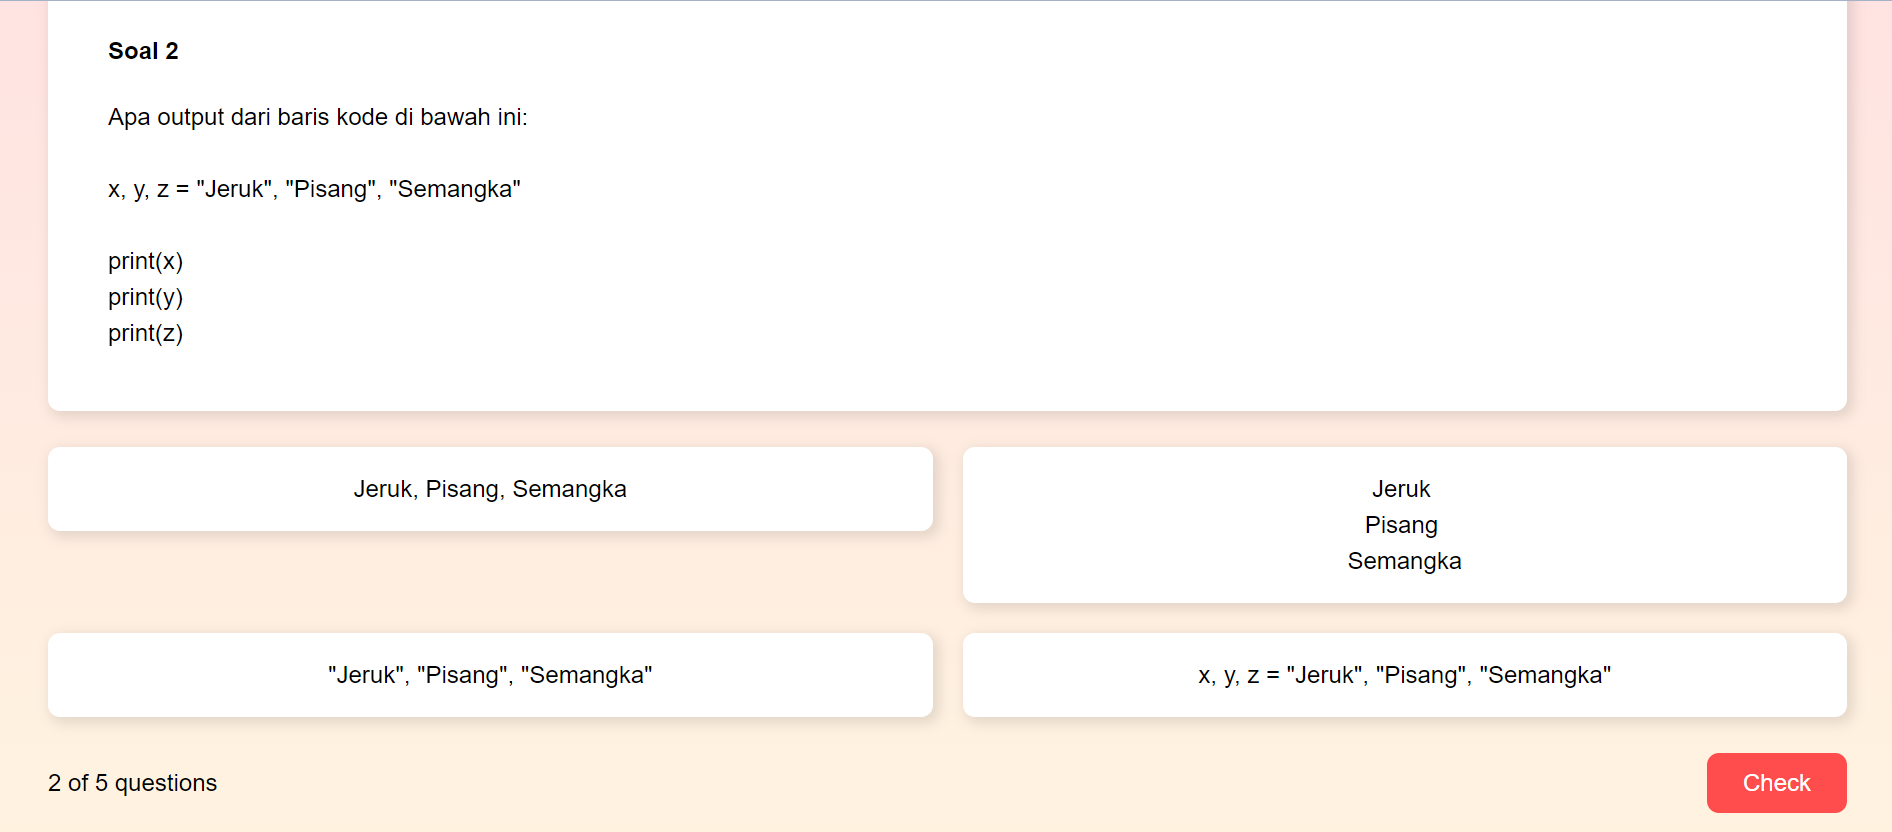 Soal 2
Apa output dari baris kode di bawah ini:
x, y, z = "Jeruk", "Pisang", "Semangka"
print(x)
print(y)
print(z)
Jeruk, Pisang, Semangka
Jeruk
Pisang
Semangka
"Jeruk", "Pisang", "Semangka"
x, y, z = "Jeruk", "Pisang", "Semangka"
2 of 5 questions
Check